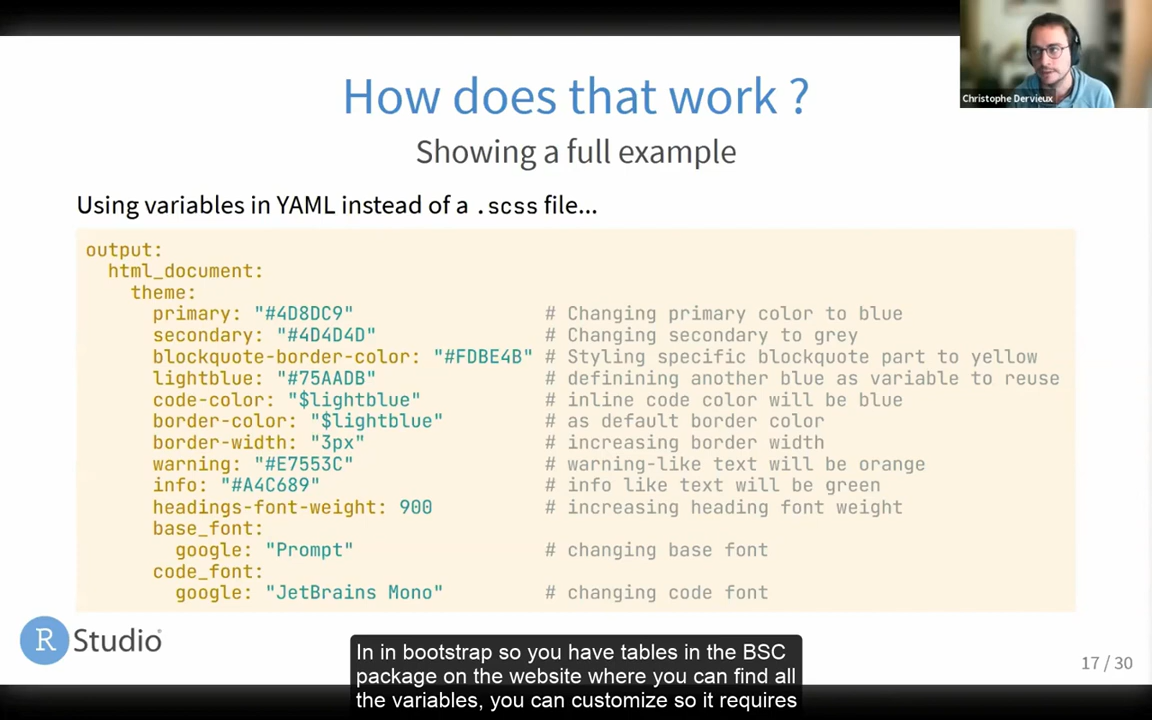 Christophe Dervieux
How does that work ?
Showing a full example
Using variables in YAML instead of a .scss file...
output:
html_document:
theme:
primary: "#4D8DC9" # Changing primary color to blue
secondary: "#4D4D4D" # Changing secondary to grey
blockquote-border-color: "#FDBE4B" # Styling specific blockquote part to yellow
lightblue: "#75AADB" # definining another blue as variable to reuse
code-color: "$lightblue" # inline code color will be blue
border-color: "$lightblue" # as default border color
border-width: "3px" # increasing border width
warning: "#E7553C" # warning-like text will be orange
info: "#A4C689" # info like text will be green
headings-font-weight: 900 # increasing heading font weight
base_font:
google: "Prompt" # changing base font
code_font:
google: "JetBrains Mono" # changing code font
R Studio
In in bootstrap so you have tables in the BSC
package on the website where you can find all
the variables, you can customize so it requires
17/30